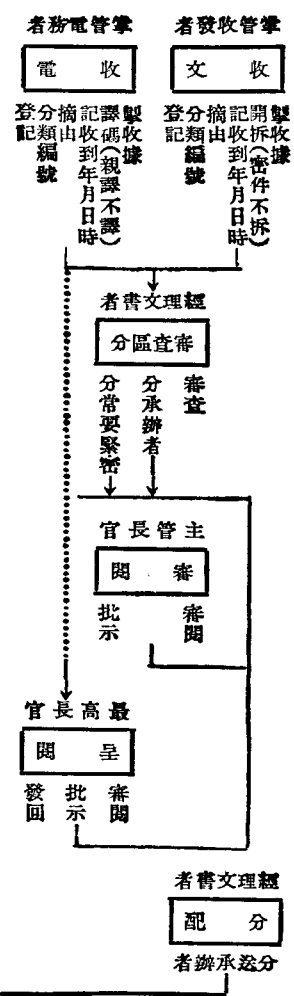 掌管收發者
收文
掣收據
開拆(密件不拆)
記收到年月日時
摘由
分類編號
登記
掌管電務者
收電
掣收據
譯碼(親譯不譯)
記收到年月日時
摘由
分類編號
登記
經理文書者
審查區分
審查
分承辦者
分常要緊密
主管長官
審閱
審閱
批示
最高長官
呈閱
審閱
批示
發回
經理文書者
分配
分送承辦者